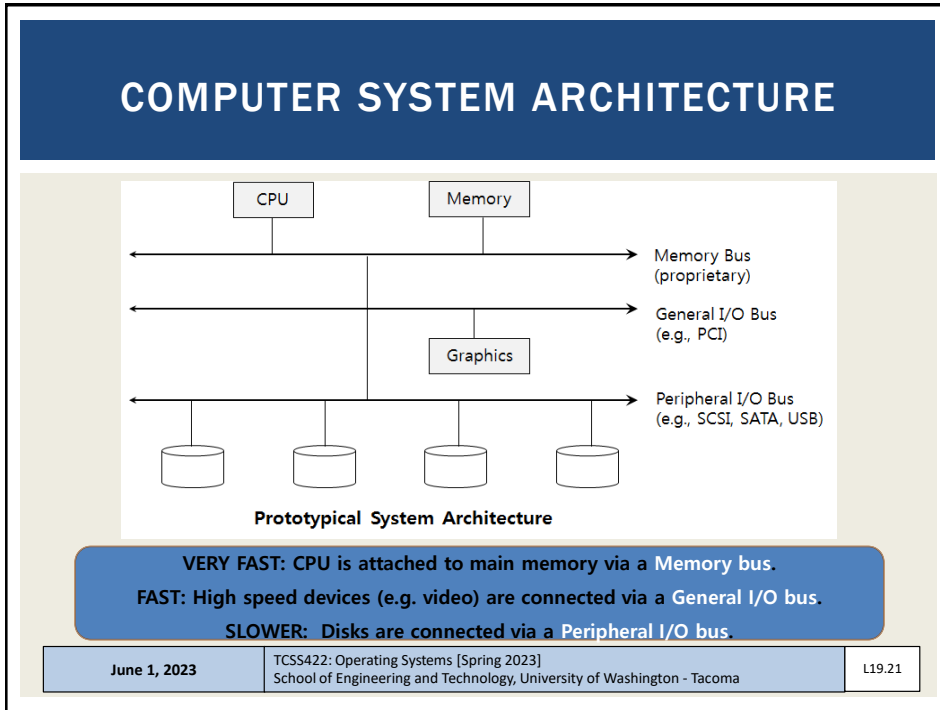 COMPUTER SYSTEM ARCHITECTURE
CPU
Memory
Memory Bus
(proprietary)
General I/O Bus
(e.g., PCI)
Graphics
Peripheral I/O Bus
(e.g., SCSI, SATA, USB)
Prototypical System Architecture
VERY FAST: CPU is attached to main memory via a Memory bus.
FAST: High speed devices (e.g. video) are connected via a General I/O bus.
SLOWER: Disks are connected via a Peripheral I/O bus.
June 1, 2023
TCSS422: Operating Systems [Spring 2023]
School of Engineering and Technology, University of Washington - Tacoma
L19.21